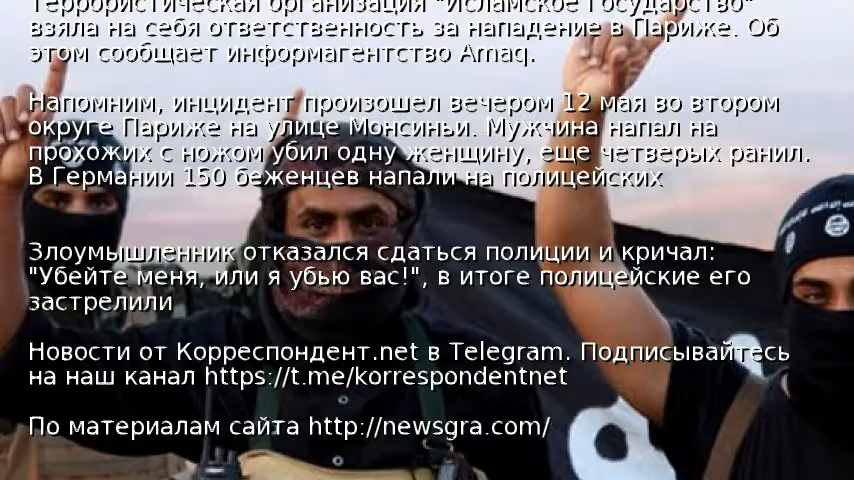 террористическая организация "Исламское государство"
взяла на себя ответственность за нападение в Париже. Об
этом сообщает информагентство Amaq.
Напомним, инцидент произошел вечером 12 мая во втором
округе Париже на улице Монсиньи. Мужчина напал на
прохожих с ножом убил одну женщину, еще четверых ранил.
В Германии 150 беженцев напали на полицейских
Злоумышленник отказался сдаться полиции и кричал:
"Убейте меня, или я убью вас!", в итоге полицейские его
застрелили
Новости от Корреспондент.net в Telegram. Подписывайтесь
на наш канал https://t.me/korrespondentnet
По материалам сайта http://newsgra.com/